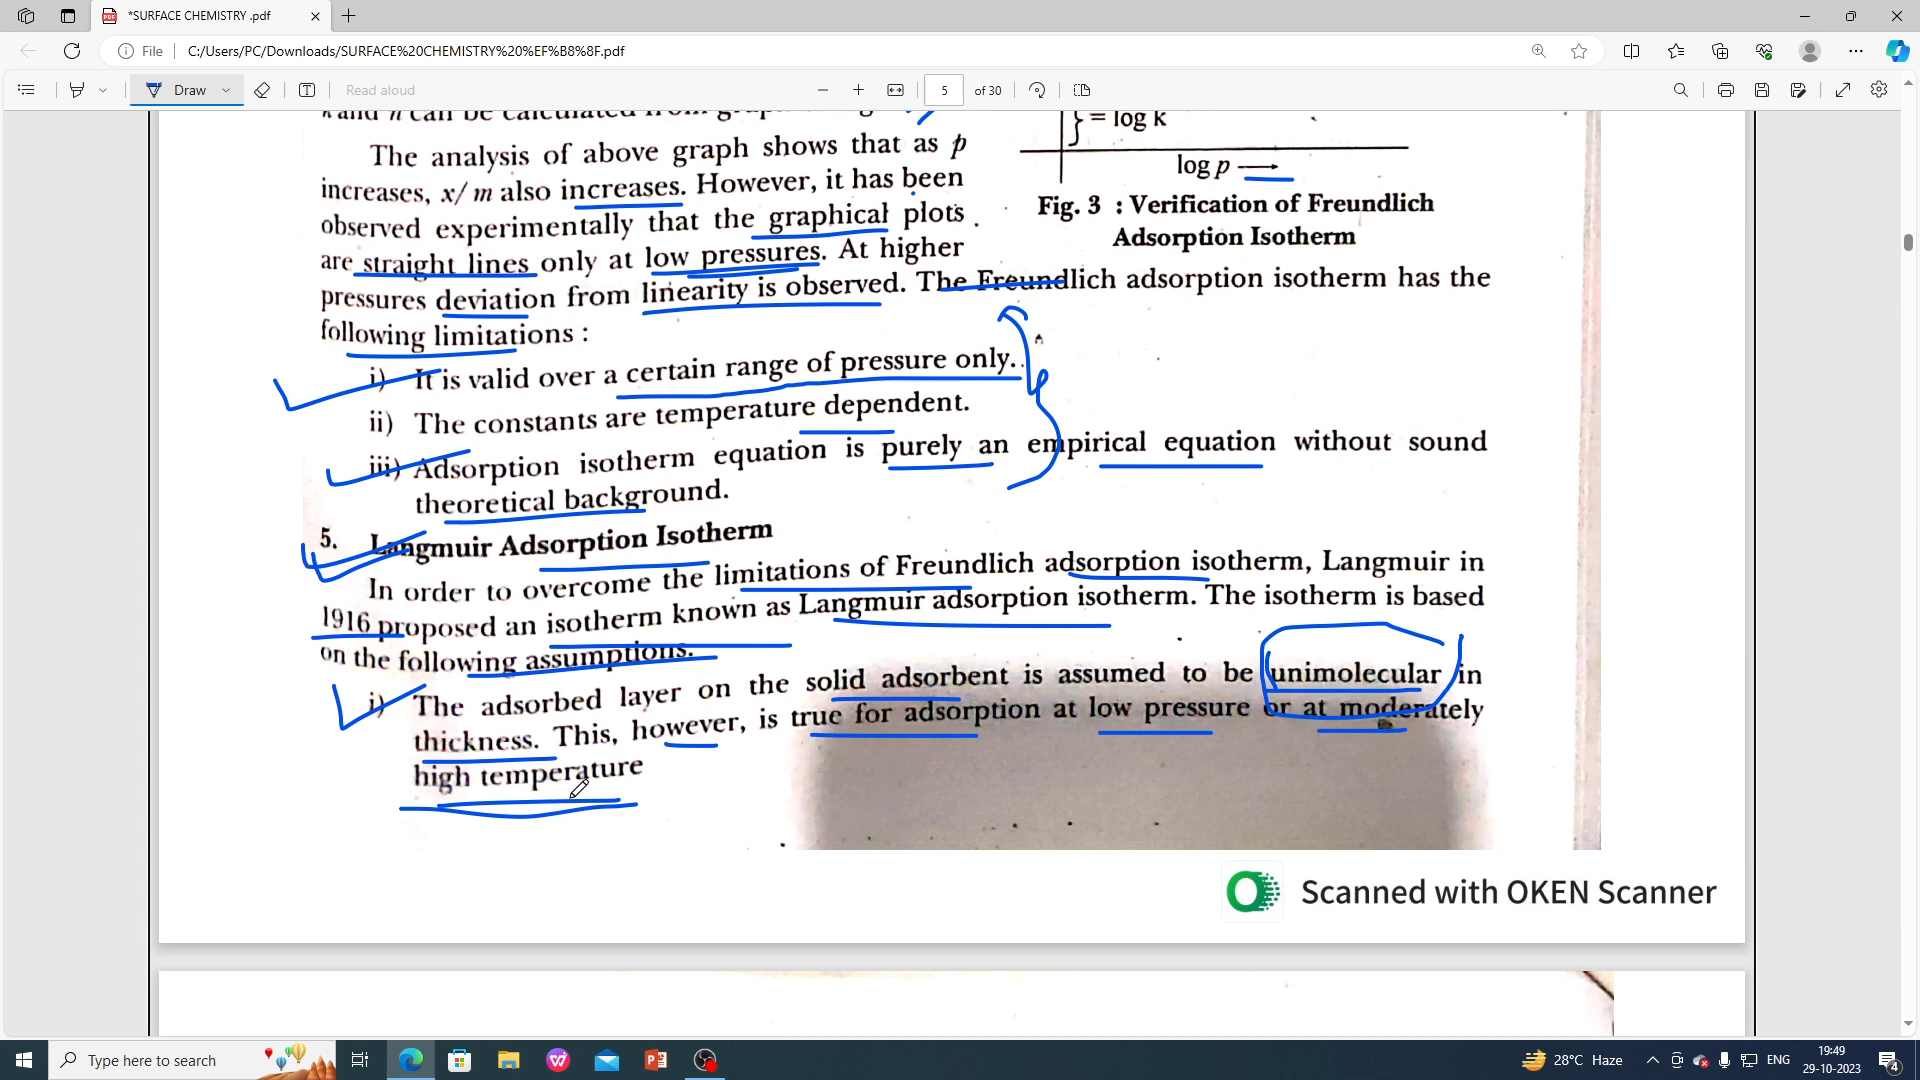 *SURFACE CHEMISTRY .pdf
File
C:/Users/PC/Downloads/SURFACE%20CHEMISTRY%20%EF%B8%8F.pdf
Draw
Read aloud
5 of 30
k and n can be calculated from
= log k
log p
Fig. 3 : Verification of Freundlich
Adsorption Isotherm
The analysis of above graph shows that as p
increases, x/m also increases. However, it has been
observed experimentally that the graphical plots
are straight lines only at low pressures. At higher
pressures deviation from linearity is observed. The Freundlich adsorption isotherm has the
following limitations :
i) It is valid over a certain range of pressure only.
ii) The constants are temperature dependent.
iii) Adsorption isotherm equation is purely an empirical equation without sound
theoretical background.
5. Langmuir Adsorption Isotherm
In order to overcome the limitations of Freundlich adsorption isotherm, Langmuir in
1916 proposed an isotherm known as Langmuir adsorption isotherm. The isotherm is based
on the following assumptions.
i) The adsorbed layer on the solid adsorbent is assumed to be unimolecular in
thickness. This, however, is true for adsorption at low pressure or at moderately
high temperature
Scanned with OKEN Scanner
Type here to search
28°C Haze
ENG
19:49
29-10-2023
4